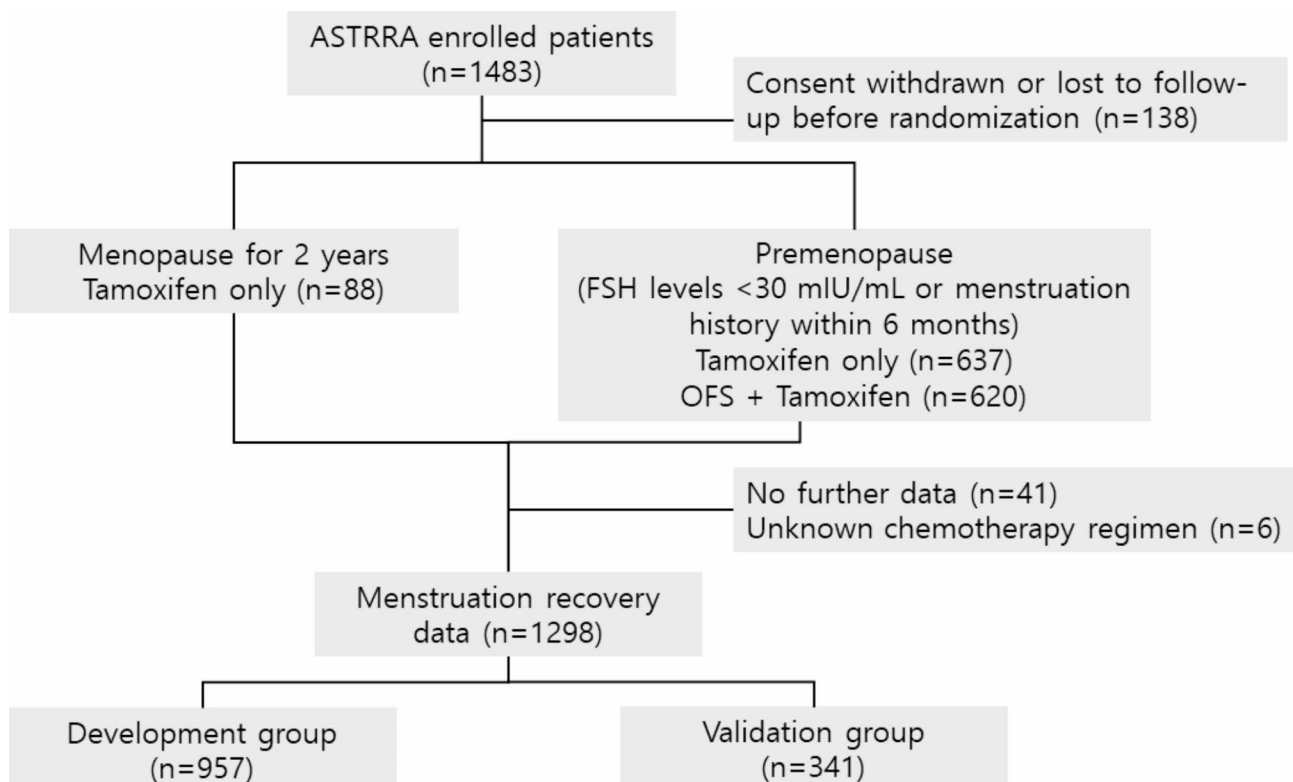 ASTRRA enrolled patients
(n=1483)
Consent withdrawn or lost to follow-
up before randomization (n=138)
Menopause for 2 years
Tamoxifen only (n=88)
Premenopause
(FSH levels <30 mIU/mL or menstruation
history within 6 months)
Tamoxifen only (n=637)
OFS + Tamoxifen (n=620)
No further data (n=41)
Unknown chemotherapy regimen (n=6)
Menstruation recovery
data (n=1298)
Development group
(n=957)
Validation group
(n=341)